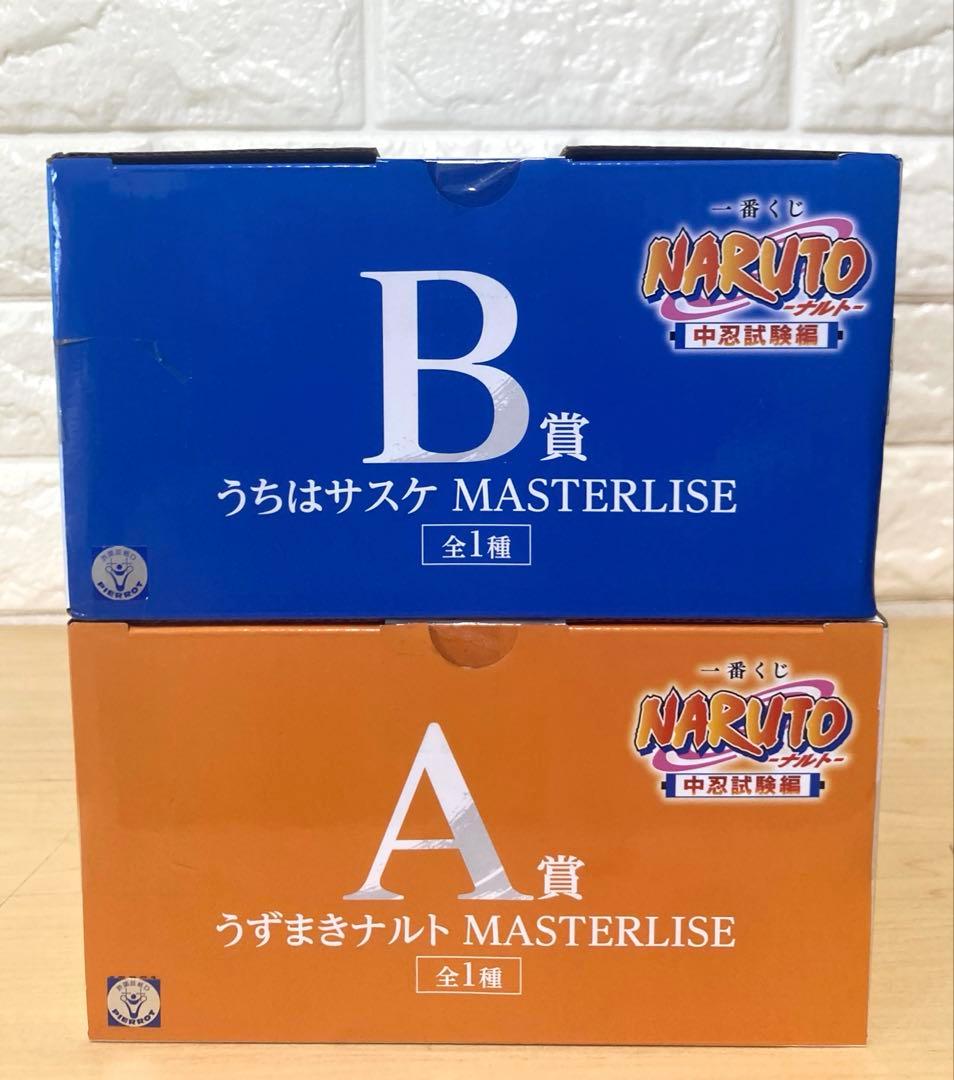 一番くじ
NARUTO
-ナルト-
中忍試験編
B賞
うちはサスケ MASTERLISE
全1種
PIERROT
一番くじ
NARUTO
-ナルト-
中忍試験編
A賞
うずまきナルト MASTERLISE
全1種
PIERROT